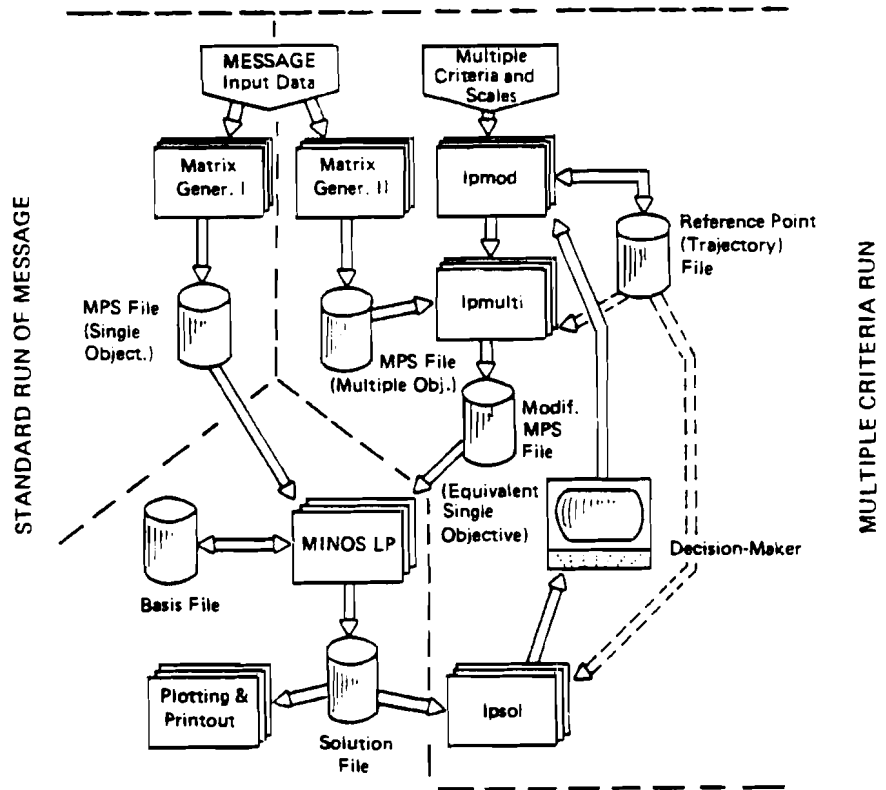 STANDARD RUN OF MESSAGE
MESSAGE
Input Data
Multiple
Criteria and
Scales
Matrix
Gener. I
Matrix
Gener. II
lpmod
Reference Point
(Trajectory)
File
MPS File
(Single
Object.)
MPS File
(Multiple Obj.)
lpmulti
Modif.
MPS
File
(Equivalent
Single
Objective)
MINOS LP
Basis File
Decision-Maker
Plotting &
Printout
Solution
File
lpsol
MULTIPLE CRITERIA RUN